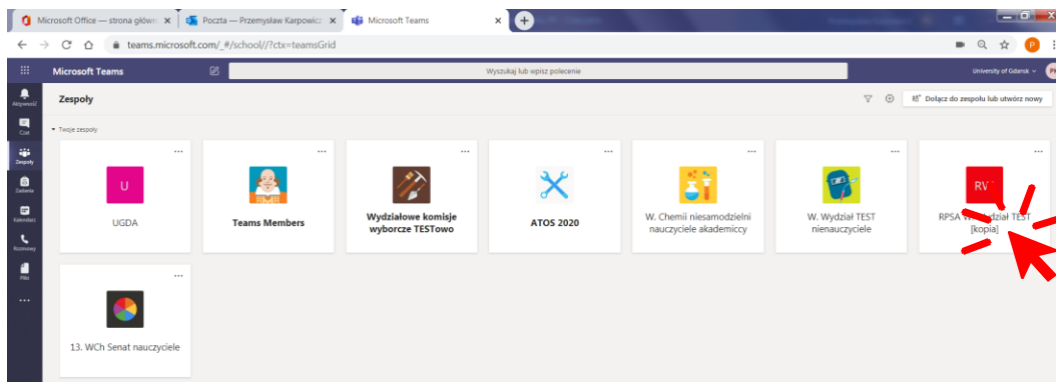 Microsoft Office — strona główn
Poczta — Przemysław Karpowicz
Microsoft Teams
teams.microsoft.com/_#/school//?ctx=teamsGrid
P
Microsoft Teams
Wyszukaj lub wpisz polecenie
University of Gdansk
Aktywność
Zespoły
Dołącz do zespołu lub utwórz nowy
Czat
Twoje zespoły
Zespoły
Zadania
Kalendarz
Rozmowy
Pliki
U
UGDA
Teams Members
Wydziałowe komisje
wyborcze TESTowo
ATOS 2020
W. Chemii niesamodzielni
nauczyciele akademiccy
W. Wydział TEST
nienauczyciele
RV
RPSA W. Wydział TEST
[kopia]
13. WCh Senat nauczyciele